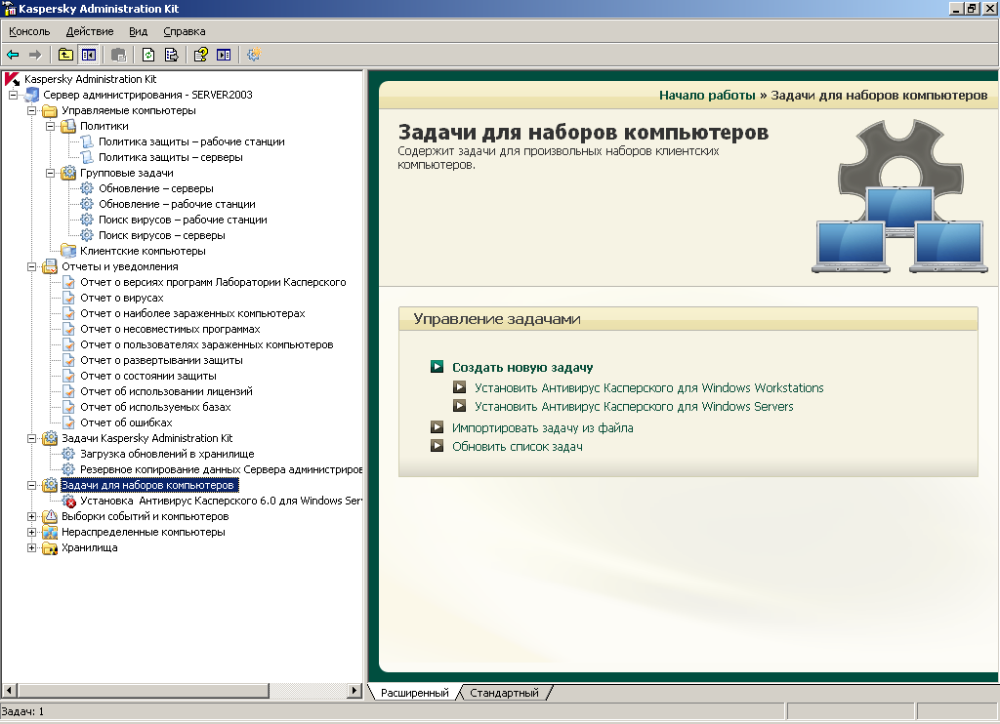 Kaspersky Administration Kit
Консоль Действие Вид Справка
Kaspersky Administration Kit
Сервер администрирования - SERVER2003
Управляемые компьютеры
Политики
Политика защиты – рабочие станции
Политика защиты – серверы
Групповые задачи
Обновление – серверы
Обновление – рабочие станции
Поиск вирусов – рабочие станции
Поиск вирусов – серверы
Клиентские компьютеры
Отчеты и уведомления
Отчет о версиях программ Лаборатории Касперского
Отчет о вирусах
Отчет о наиболее зараженных компьютерах
Отчет о несовместимых программах
Отчет о пользователях зараженных компьютеров
Отчет о развертывании защиты
Отчет о состоянии защиты
Отчет об использовании лицензий
Отчет об используемых базах
Отчет об ошибках
Задачи Kaspersky Administration Kit
Загрузка обновлений в хранилище
Резервное копирование данных Сервера администриров
Задачи для наборов компьютеров
Установка Антивирус Касперского 6.0 для Windows Ser
Выборки событий и компьютеров
Нераспределенные компьютеры
Хранилища
Начало работы » Задачи для наборов компьютеров
Задачи для наборов компьютеров
Содержит задачи для произвольных наборов клиентских
компьютеров.
Управление задачами
Создать новую задачу
Установить Антивирус Касперского для Windows Workstations
Установить Антивирус Касперского для Windows Servers
Импортировать задачу из файла
Обновить список задач
Расширенный Стандартный
Задач: 1